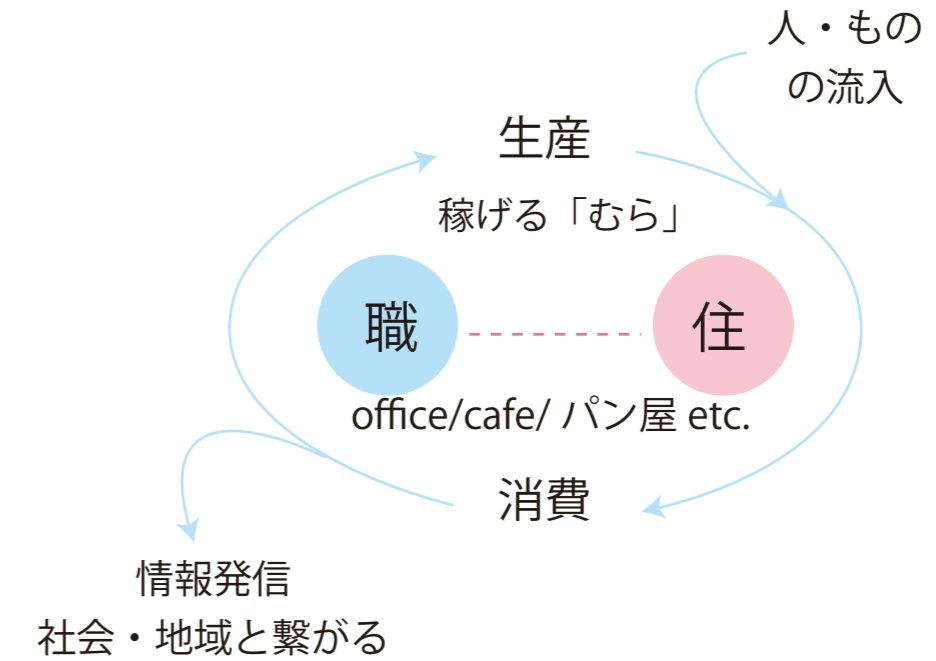 人・もの
の流入
生産
稼げる「むら」
職
住
office/cafe/ パン屋 etc.
消費
情報発信
社会・地域と繋がる